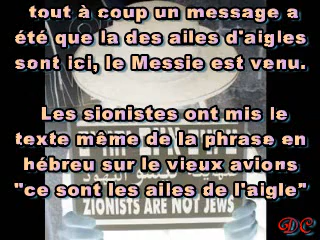 tout à coup un message a
été que la des ailes d'aigles
sont ici, le Messie est venu.
Les sionistes ont mis le
texte même de la phrase en
hébreu sur le vieux avions
"ce sont les ailes de l'aigle"
ZIONISTS ARE NOT JEWS
DC